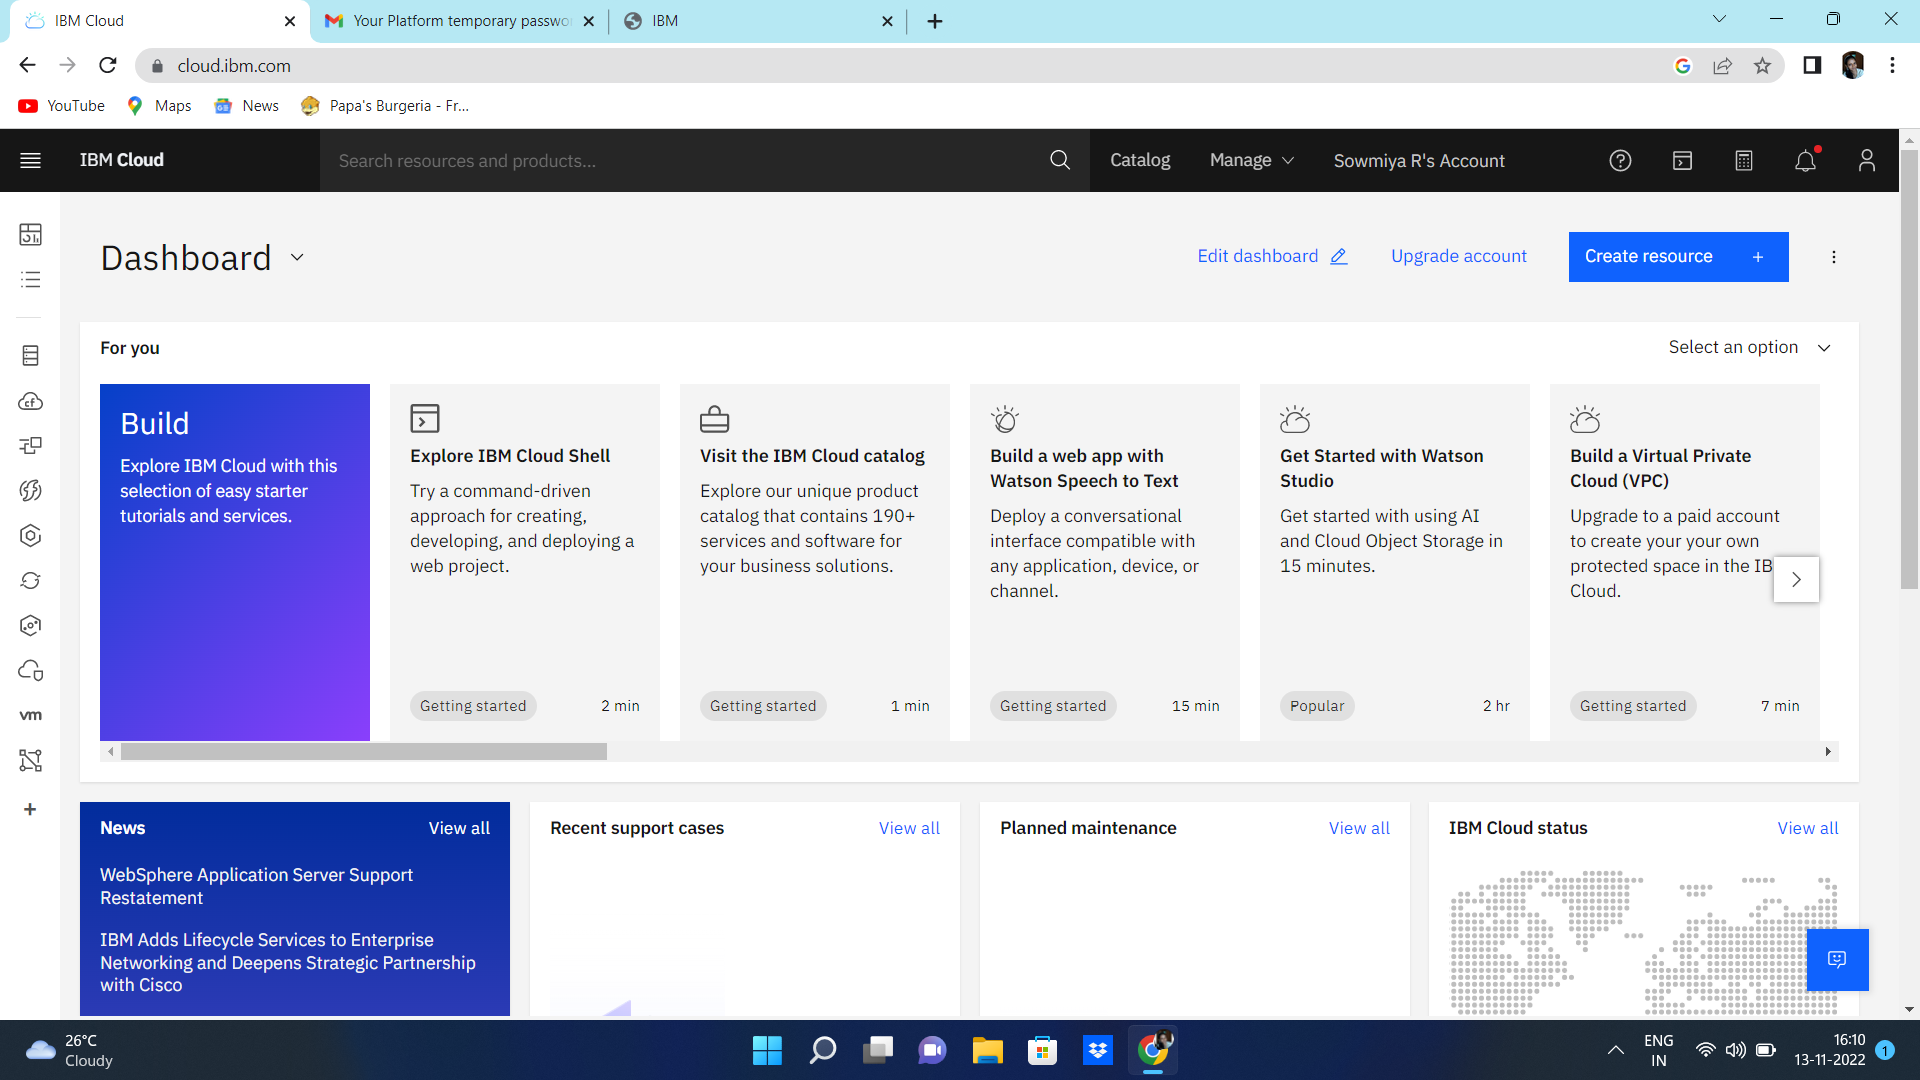 IBM Cloud
Your Platform temporary passwo
IBM
cloud.ibm.com
YouTube
Maps
News
Papa's Burgeria - Fr...
IBM Cloud
Search resources and products...
Catalog
Manage
Sowmiya R's Account
Dashboard
Edit dashboard
Upgrade account
Create resource +
For you
Select an option
Build
Explore IBM Cloud with this
selection of easy starter
tutorials and services.
Explore IBM Cloud Shell
Try a command-driven
approach for creating,
developing, and deploying a
web project.
Getting started
2 min
Visit the IBM Cloud catalog
Explore our unique product
catalog that contains 190+
services and software for
your business solutions.
Getting started
1 min
Build a web app with
Watson Speech to Text
Deploy a conversational
interface compatible with
any application, device, or
channel.
Getting started
15 min
Get Started with Watson
Studio
Get started with using AI
and Cloud Object Storage in
15 minutes.
Popular
2 hr
Build a Virtual Private
Cloud (VPC)
Upgrade to a paid account
to create your your own
protected space in the IB
Cloud.
Getting started
7 min
cf
vm
News
View all
WebSphere Application Server Support
Restatement
IBM Adds Lifecycle Services to Enterprise
Networking and Deepens Strategic Partnership
with Cisco
Recent support cases
View all
Planned maintenance
View all
IBM Cloud status
View all
26°C
Cloudy
ENG
IN
16:10
13-11-2022
1